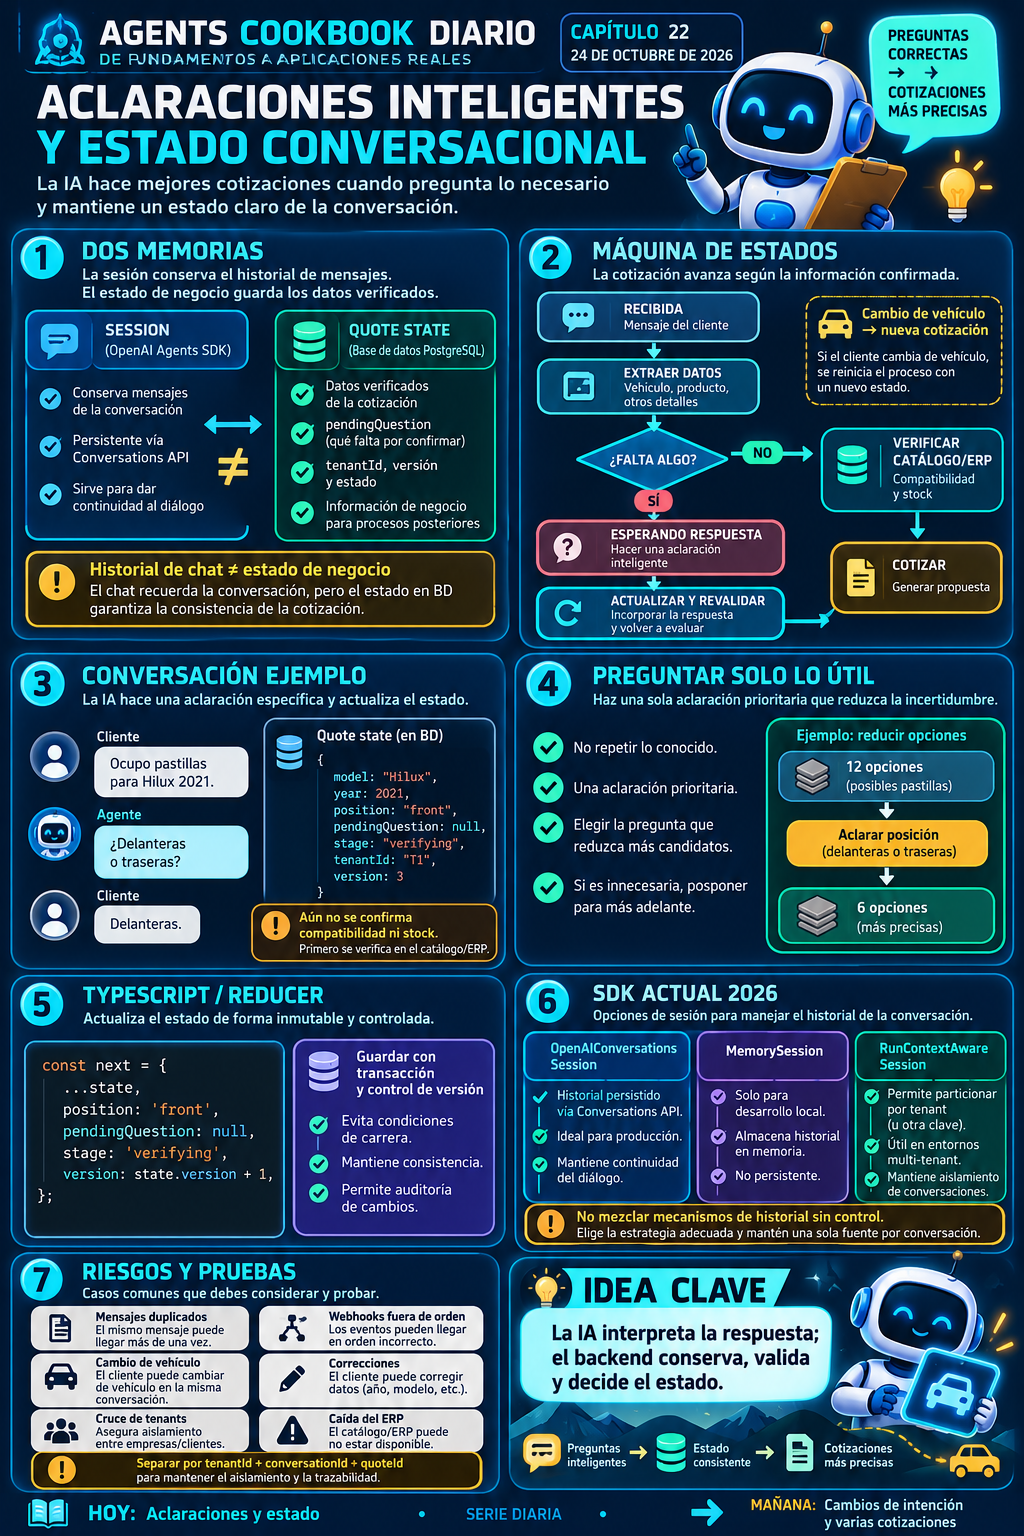 AGENTS COOKBOOK DIARIO
DE FUNDAMENTOS A APLICACIONES REALES
CAPÍTULO 22
24 DE OCTUBRE DE 2026
PREGUNTAS
CORRECTAS
→ →
COTIZACIONES
MÁS PRECISAS
ACLARACIONES INTELIGENTES
Y ESTADO CONVERSACIONAL
La IA hace mejores cotizaciones cuando pregunta lo necesario
y mantiene un estado claro de la conversación.
1 DOS MEMORIAS
La sesión conserva el historial de mensajes.
El estado de negocio guarda los datos verificados.
SESSION
(OpenAI Agents SDK)
Conserva mensajes
de la conversación
Persistente vía
Conversations API
Sirve para dar
continuidad al diálogo
≠
QUOTE STATE
(Base de datos PostgreSQL)
Datos verificados
de la cotización
pendingQuestion
(qué falta por confirmar)
tenantId, versión
y estado
Información de negocio
para procesos posteriores
! Historial de chat ≠ estado de negocio
El chat recuerda la conversación, pero el estado en BD
garantiza la consistencia de la cotización.
2 MÁQUINA DE ESTADOS
La cotización avanza según la información confirmada.
RECIBIDA
Mensaje del cliente
EXTRAER DATOS
Vehiculo, producto,
otros detalles
¿FALTA ALGO?
NO
SÍ
ESPERANDO RESPUESTA
Hacer una aclaración
inteligente
ACTUALIZAR Y REVALIDAR
Incorporar la respuesta
y volver a evaluar
Cambio de vehículo
→ nueva cotización
Si el cliente cambia de vehículo,
se reinicia el proceso con
un nuevo estado.
VERIFICAR
CATÁLOGO/ERP
Compatibilidad
y stock
COTIZAR
Generar propuesta
3 CONVERSACIÓN EJEMPLO
La IA hace una aclaración específica y actualiza el estado.
Cliente
Ocupo pastillas
para Hilux 2021.
Agente
¿Delanteras
o traseras?
Cliente
Delanteras.
Quote state (en BD)
{
model: "Hilux",
year: 2021,
position: "front",
pendingQuestion: null,
stage: "verifying",
tenantId: "T1",
version: 3
}
! Aún no se confirma
compatibilidad ni stock.
Primero se verifica en el catálogo/ERP.
4 PREGUNTAR SOLO LO ÚTIL
Haz una sola aclaración prioritaria que reduzca la incertidumbre.
No repetir lo conocido.
Una aclaración prioritaria.
Elegir la pregunta que
reduzca más candidatos.
Si es innecesaria, posponer
para más adelante.
Ejemplo: reducir opciones
12 opciones
(posibles pastillas)
Aclarar posición
(delanteras o traseras)
6 opciones
(más precisas)
5 TYPESCRIPT / REDUCER
Actualiza el estado de forma inmutable y controlada.
const next = {
...state,
position: 'front',
pendingQuestion: null,
stage: 'verifying',
version: state.version + 1,
};
Guardar con
transacción
y control de versión
Evita condiciones
de carrera.
Mantiene consistencia.
Permite auditoría
de cambios.
6 SDK ACTUAL 2026
Opciones de sesión para manejar el historial de la conversación.
OpenAIConversations
Session
Historial persistido
vía Conversations API.
Ideal para producción.
Mantiene continuidad
del diálogo.
MemorySession
Solo para
desarrollo local.
Almacena historial
en memoria.
No persistente.
RunContextAware
Session
Permite particionar
por tenant
(u otra clave).
Útil en entornos
multi-tenant.
Mantiene aislamiento
de conversaciones.
! No mezclar mecanismos de historial sin control.
Elige la estrategia adecuada y mantén una sola fuente por conversación.
7 RIESGOS Y PRUEBAS
Casos comunes que debes considerar y probar.
Mensajes duplicados
El mismo mensaje puede
llegar más de una vez.
Webhooks fuera de orden
Los eventos pueden llegar
en orden incorrecto.
Cambio de vehículo
El cliente puede cambiar
de vehículo en la misma
conversación.
Correcciones
El cliente puede corregir
datos (año, modelo, etc.).
Cruce de tenants
Asegura aislamiento
entre empresas/clientes.
Caída del ERP
El catálogo/ERP puede
no estar disponible.
! Separar por tenantId + conversationId + quoteId
para mantener el aislamiento y la trazabilidad.
IDEA CLAVE
La IA interpreta la respuesta;
el backend conserva, valida
y decide el estado.
Preguntas
inteligentes
Estado
consistente
Cotizaciones
más precisas
HOY: Aclaraciones y estado • SERIE DIARIA •
MAÑANA: Cambios de intención
y varias cotizaciones